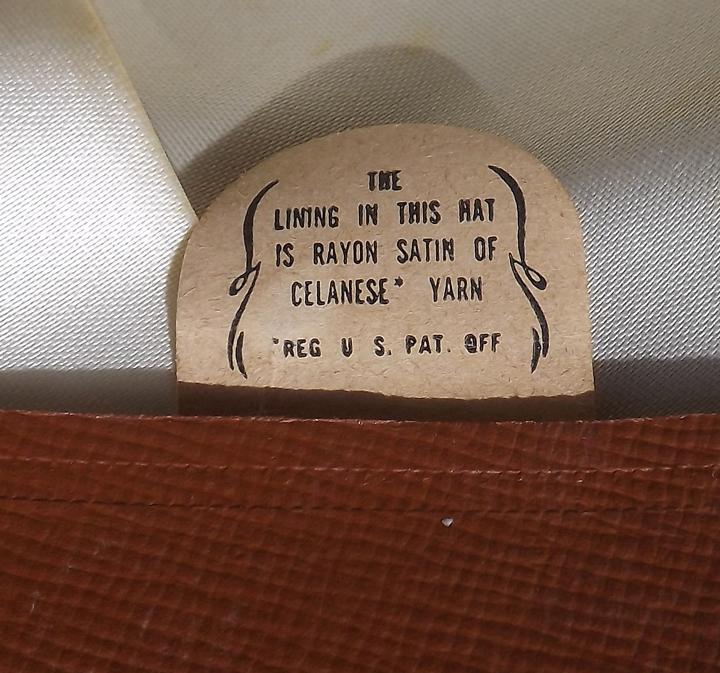 THE
LINING IN THIS HAT
IS RAYON SATIN OF
CELANESE* YARN
*REG U S. PAT. OFF